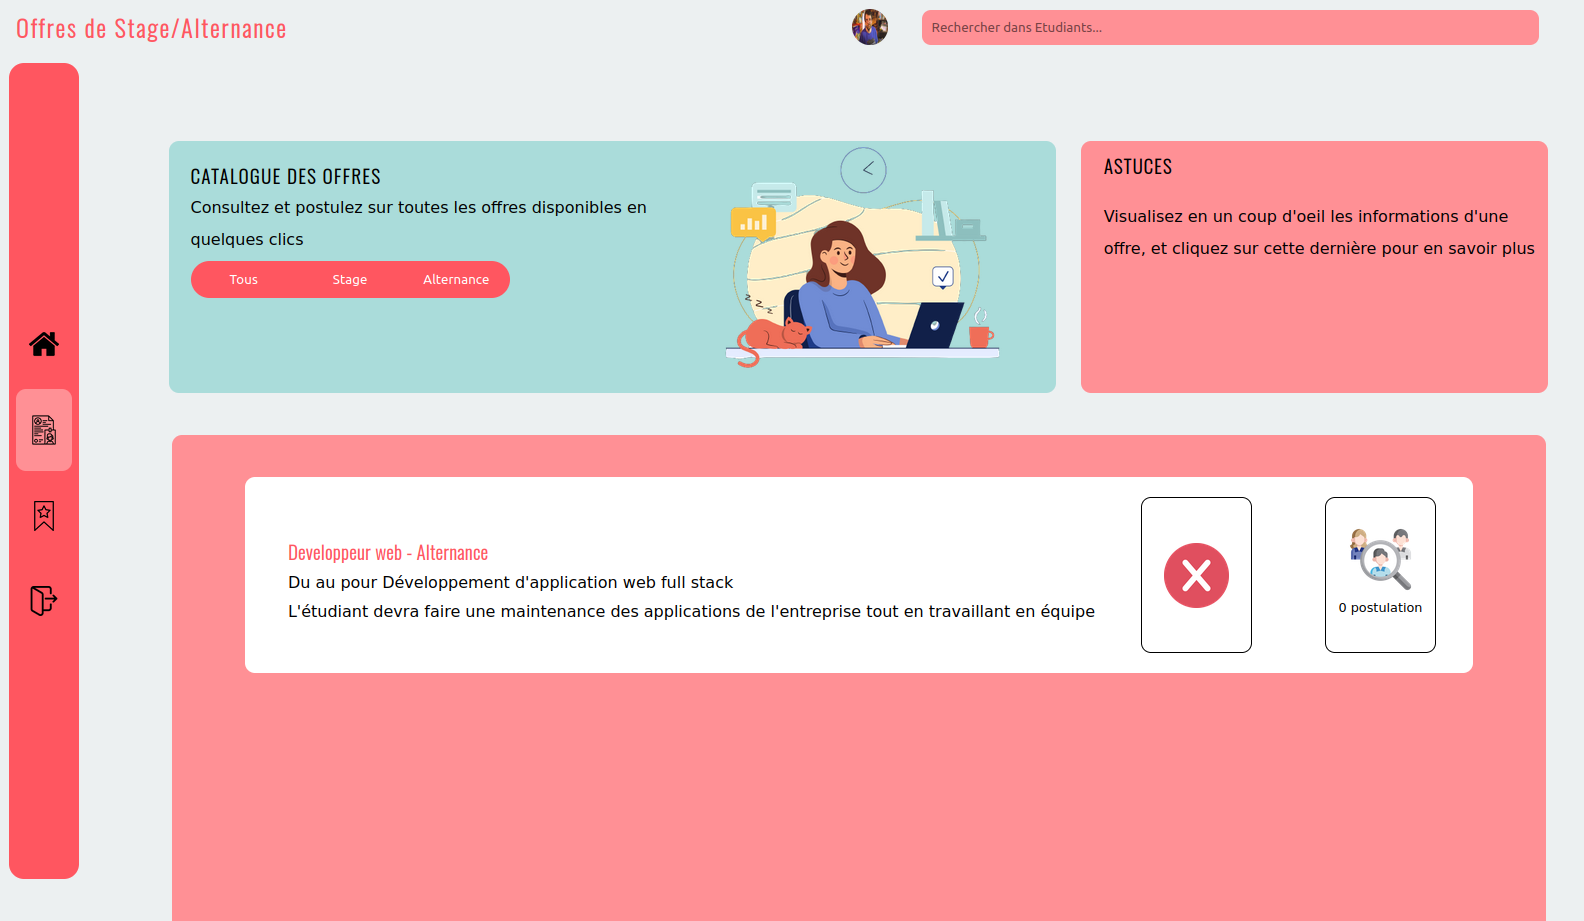 Offres de Stage/Alternance
Rechercher dans Etudiants...
CATALOGUE DES OFFRES
Consultez et postulez sur toutes les offres disponibles en
quelques clics
Tous Stage Alternance
z z z z
ASTUCES
Visualisez en un coup d'oeil les informations d'une
offre, et cliquez sur cette dernière pour en savoir plus
Developpeur web - Alternance
Du au pour Développement d'application web full stack
L'étudiant devra faire une maintenance des applications de l'entreprise tout en travaillant en équipe
0 postulation